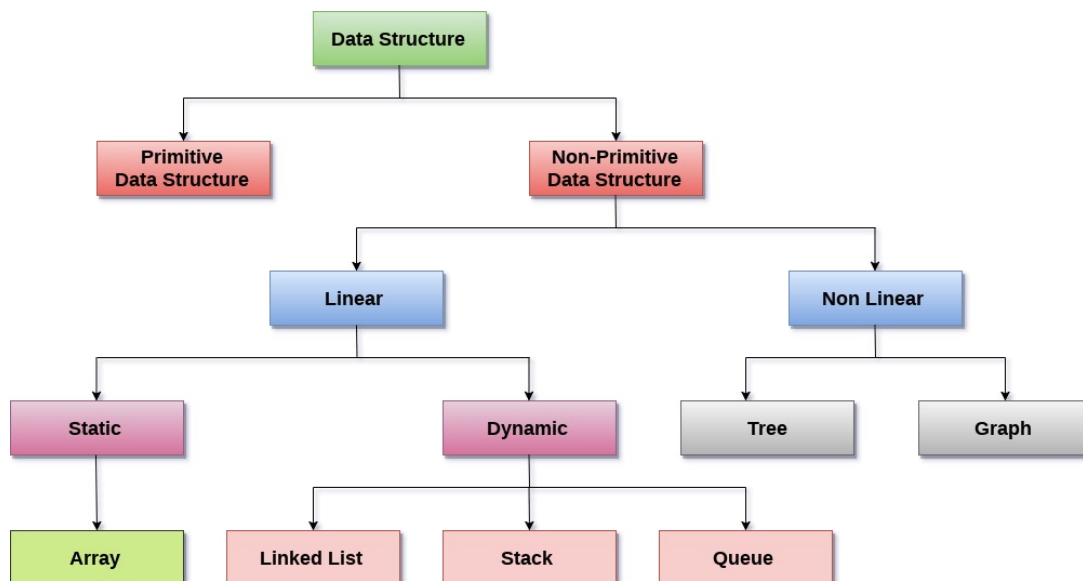 Data Structure
Primitive
Data Structure
Non-Primitive
Data Structure
Linear
Non Linear
Static
Dynamic
Tree
Graph
Array
Linked List
Stack
Queue